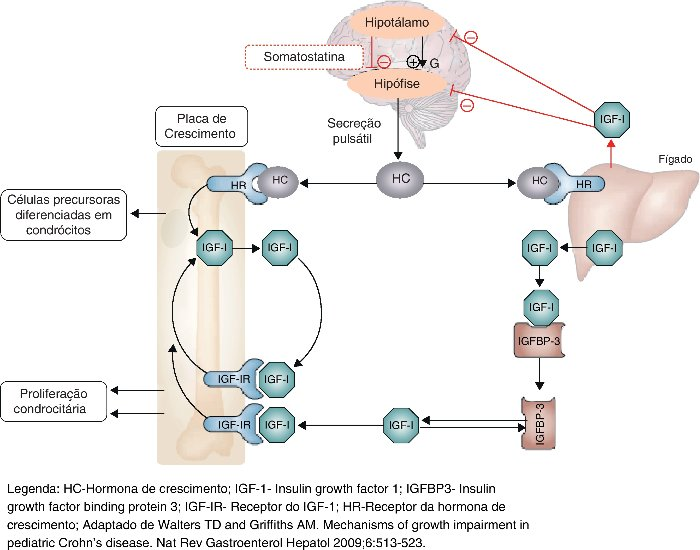 Hipotálamo
Somatostatina
G
Hipófise
Placa de
Crescimento
Secreção
pulsátil
IGF-I
Fígado
HR
HC
HC
HC
HR
Células precursoras
diferenciadas em
condrócitos
IGF-I
IGF-I
IGF-I
IGF-I
IGF-I
IGFBP-3
IGF-IR
IGF-I
Proliferação
condrocitária
IGF-IR
IGF-I
IGF-I
IGFBP-3
Legenda: HC-Hormona de crescimento; IGF-1- Insulin growth factor 1; IGFBP3- Insulin
growth factor binding protein 3; IGF-IR- Receptor do IGF-1; HR-Receptor da hormona de
crescimento; Adaptado de Walters TD and Griffiths AM. Mechanisms of growth impairment in
pediatric Crohn's disease. Nat Rev Gastroenterol Hepatol 2009;6:513-523.